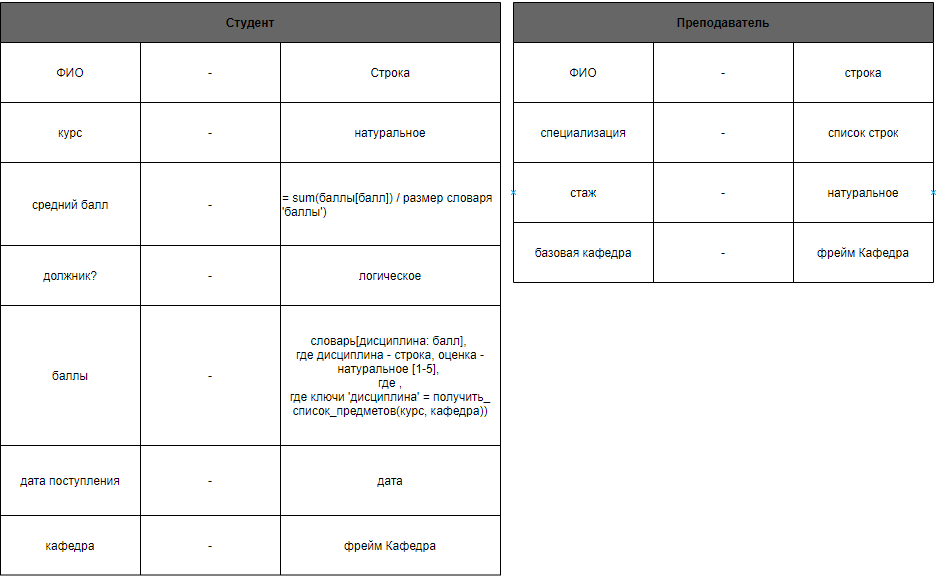 Студент
ФИО - Строка
курс - натуральное
средний балл - = sum(баллы[балл]) / размер словаря
'баллы')
должник? - логическое
баллы - словарь[дисциплина: балл],
где дисциплина - строка, оценка -
натуральное [1-5],
где ,
где ключи 'дисциплина' = получить_
список_предметов(курс, кафедра))
дата поступления - дата
кафедра - фрейм Кафедра
Преподаватель
ФИО - строка
специализация - список строк
стаж - натуральное
базовая кафедра - фрейм Кафедра